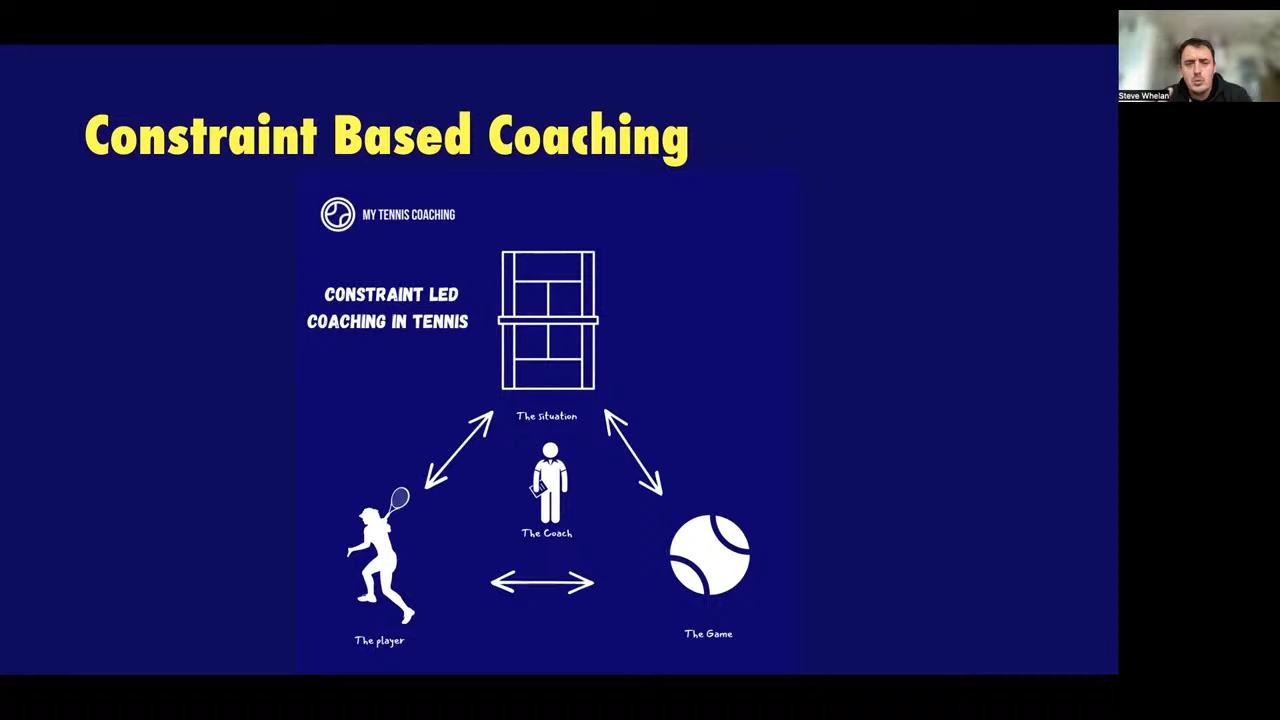 Constraint Based Coaching
Steve Whelan
MY TENNIS COACHING
CONSTRAINT LED
COACHING IN TENNIS
The situation
The Coach
The player
The Game